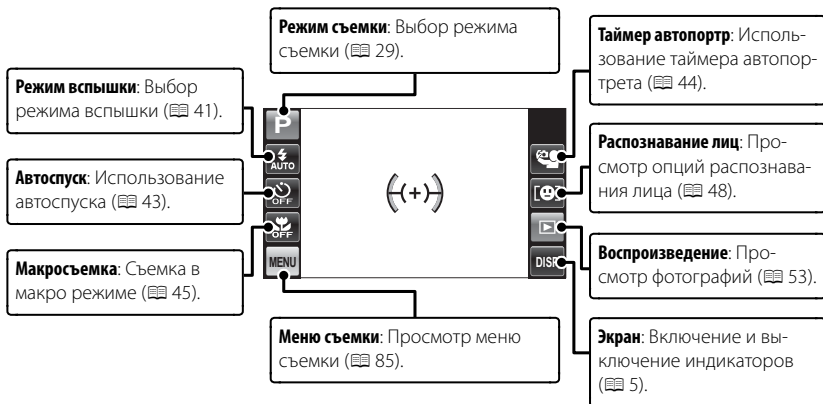 Режим съемки: Выбор режима
съемки (29).
Таймер автопортр: Исполь-
зование таймера автопор-
трета (44).
Режим вспышки: Выбор
режима вспышки (41).
Распознавание лиц: Про-
смотр опций распознава-
ния лица (48).
Автоспуск: Использование
автоспуска (43).
Воспроизведение: Про-
смотр фотографий (53).
Макросъемка: Съемка в
макро режиме (45).
Меню съемки: Просмотр меню
съемки (85).
Экран: Включение и вы-
ключение индикаторов
(5).
P
AUTO
OFF
OFF
MENU
DISP